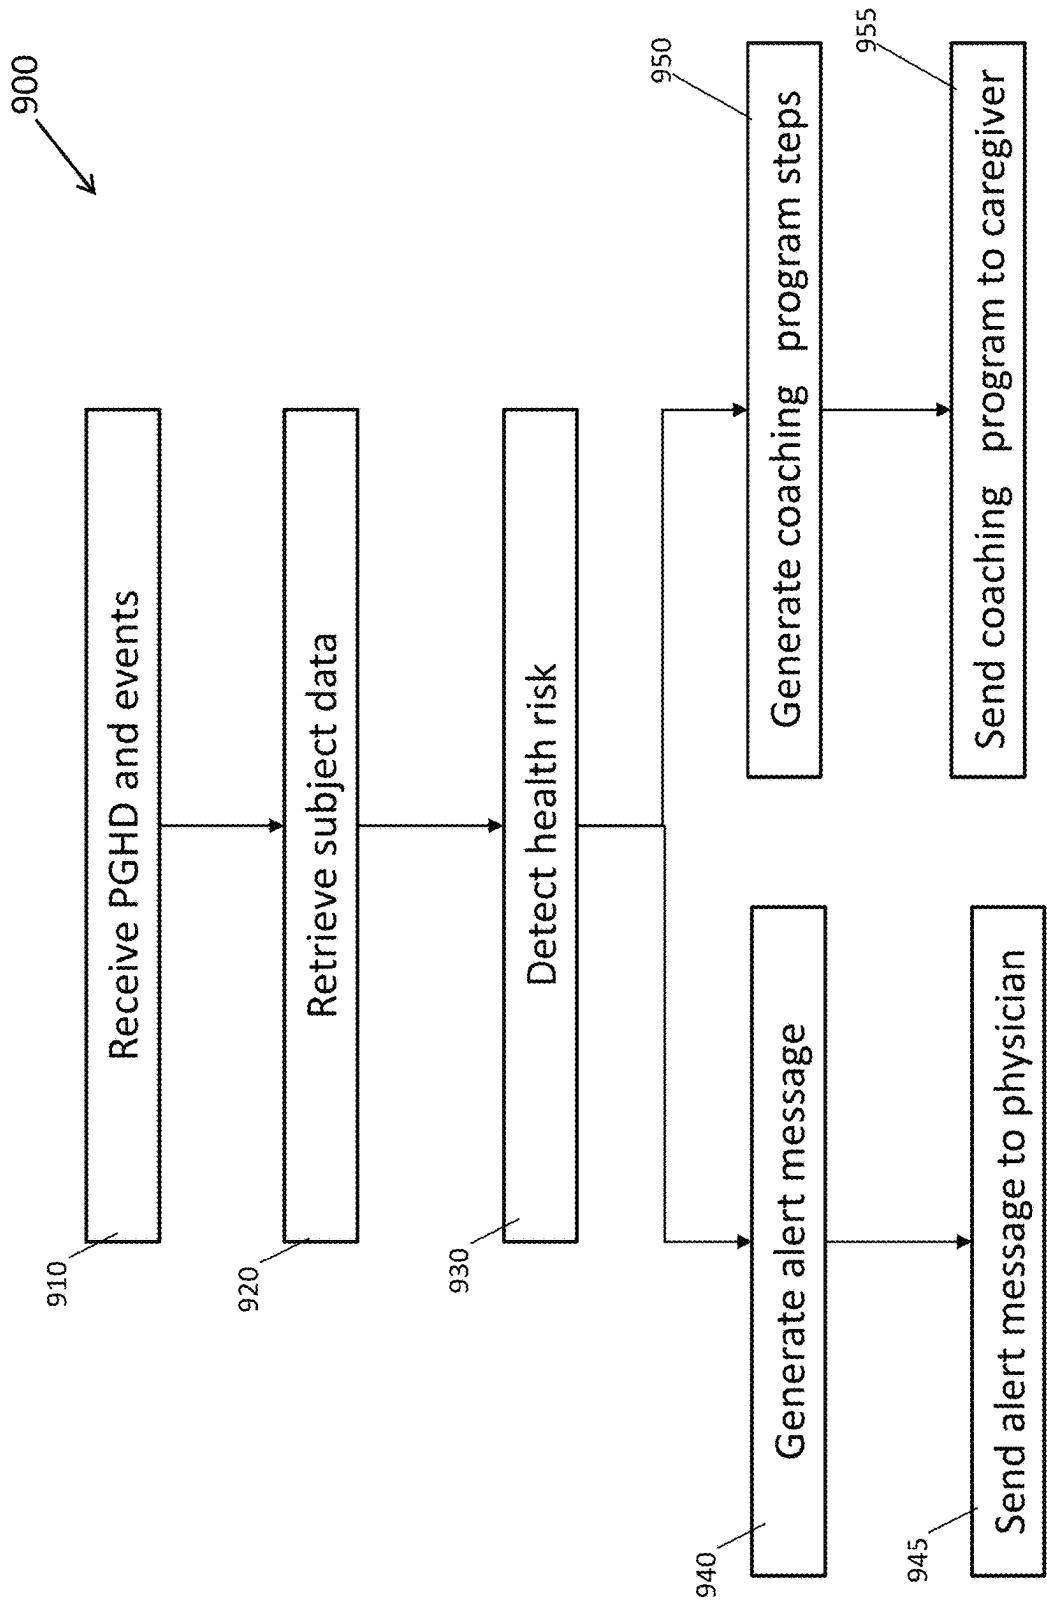 900
910
Receive PGHD and events
920
Retrieve subject data
930
Detect health risk
940
Generate alert message
950
Generate coaching program steps
945
Send alert message to physician
955
Send coaching program to caregiver